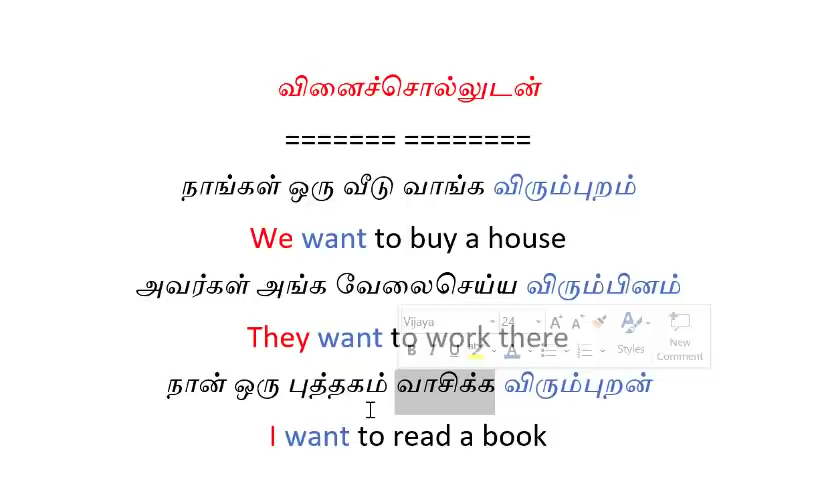 வினைச்சொல்லுடன்
======= ========
நாங்கள் ஒரு வீடு வாங்க விரும்புறம்
We want to buy a house
அவர்கள் அங்க வேலைசெய்ய விரும்பினம்
Vijaya 24 A A A New Comment
They want to work there
B I U ab A Styles
நான் ஒரு புத்தகம் வாசிக்க விரும்புறன்
I want to read a book